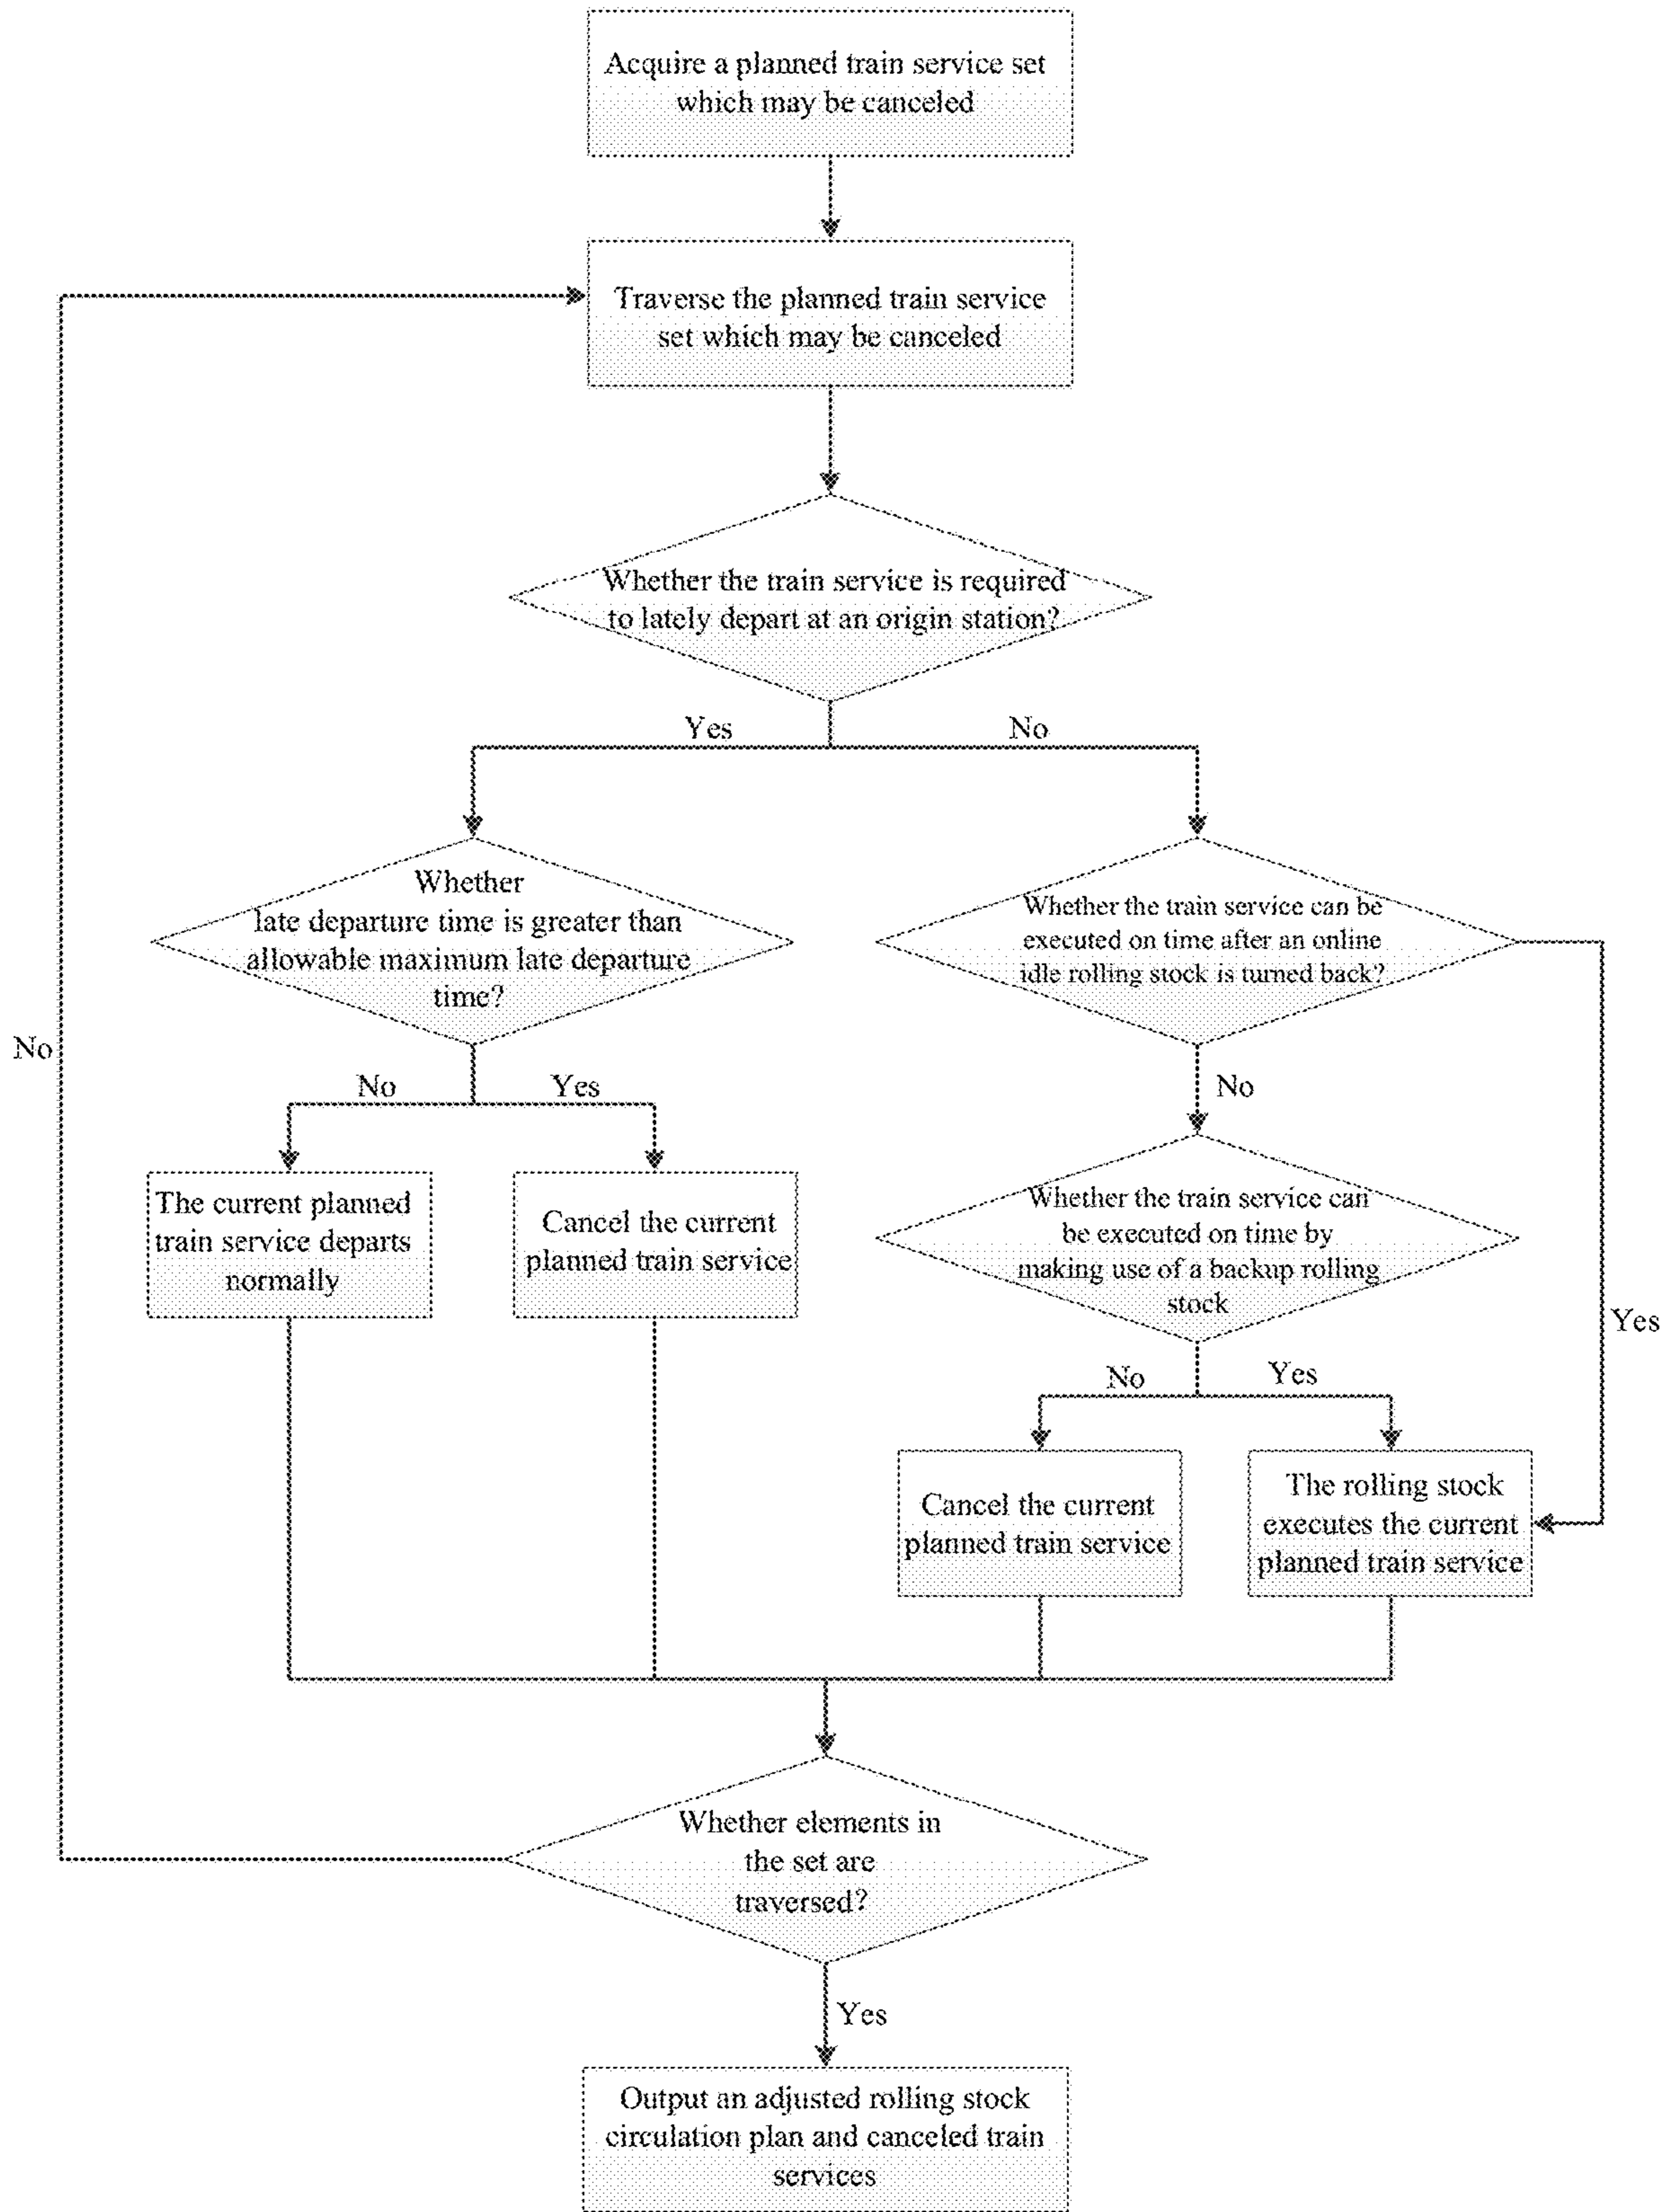 Acquire a planned train service set
which may be canceled
Traverse the planned train service
set which may be canceled
Whether the train service is required
to lately depart at an origin station?
Yes
No
Whether
late departure time is greater than
allowable maximum late departure
time?
Whether the train service can be
executed on time after an online
idle rolling stock is turned back?
No
No
Yes
No
The current planned
train service departs
normally
Cancel the current
planned train service
Whether the train service can
be executed on time by
making use of a backup rolling
stock
Yes
No
Yes
Cancel the current
planned train service
The rolling stock
executes the current
planned train service
Whether elements in
the set are
traversed?
Yes
Output an adjusted rolling stock
circulation plan and canceled train
services